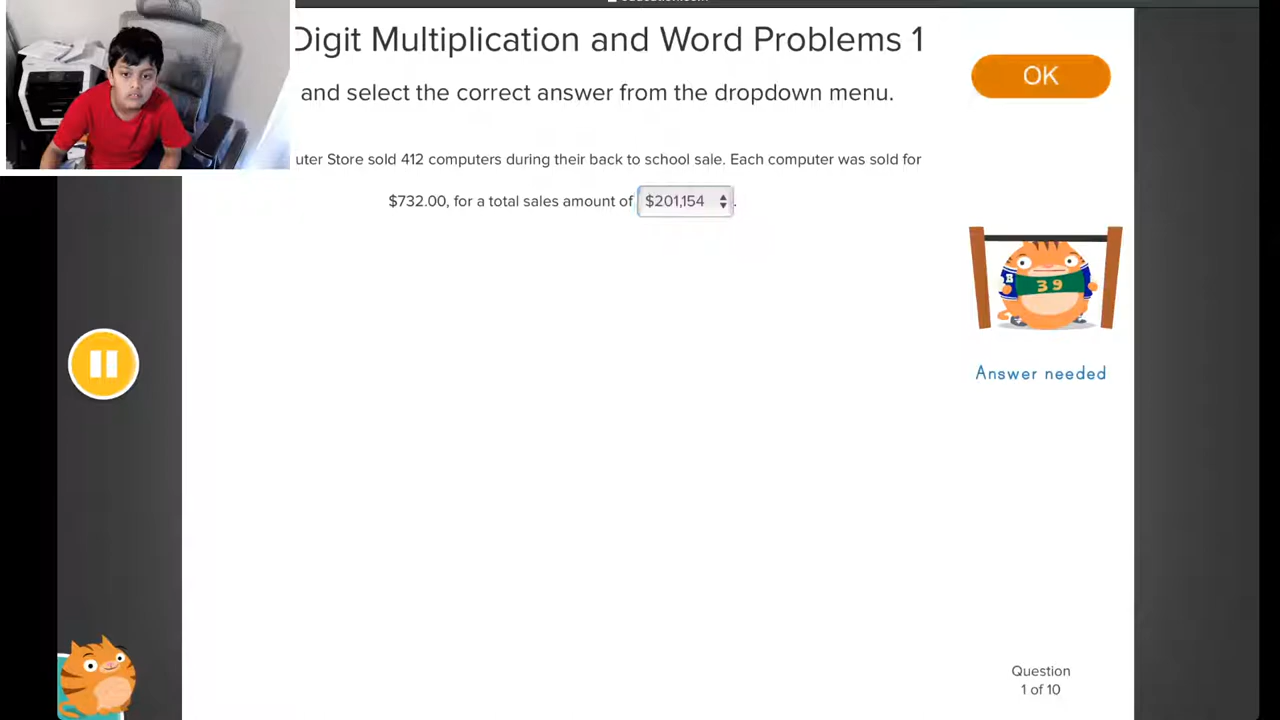 Digit Multiplication and Word Problems 1
OK
and select the correct answer from the dropdown menu.
uter Store sold 412 computers during their back to school sale. Each computer was sold for
$732.00, for a total sales amount of $201,154 .
39
Answer needed
Question
1 of 10